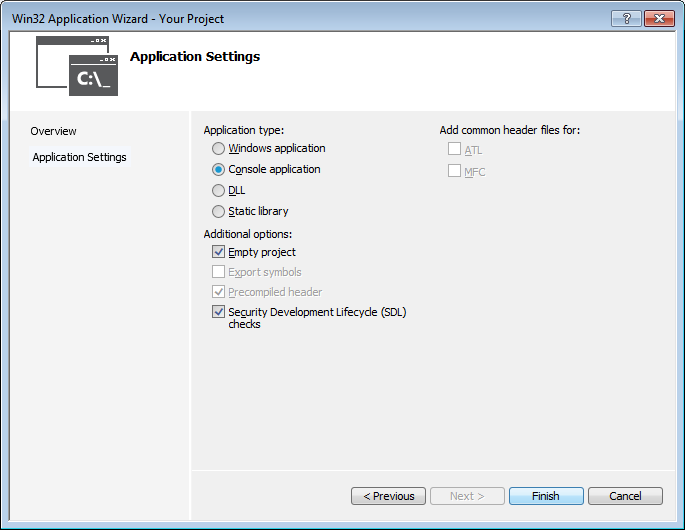 Win32 Application Wizard - Your Project
C:\_
Application Settings
Overview
Application Settings
Application type:
Windows application
Console application
DLL
Static library
Additional options:
Empty project
Export symbols
Precompiled header
Security Development Lifecycle (SDL)
checks
Add common header files for:
ATL
MFC
< Previous
Next >
Finish
Cancel